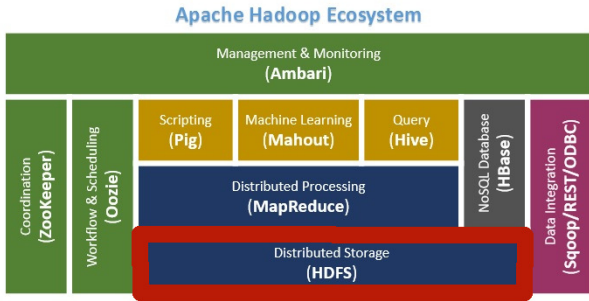 Apache Hadoop Ecosystem
Management & Monitoring
(Ambari)
Coordination
(ZooKeeper)
Workflow & Scheduling
(Oozie)
Scripting
(Pig)
Machine Learning
(Mahout)
Query
(Hive)
Distributed Processing
(MapReduce)
Distributed Storage
(HDFS)
NoSQL Database
(HBase)
Data Integration
(Sqoop/REST/ODBC)